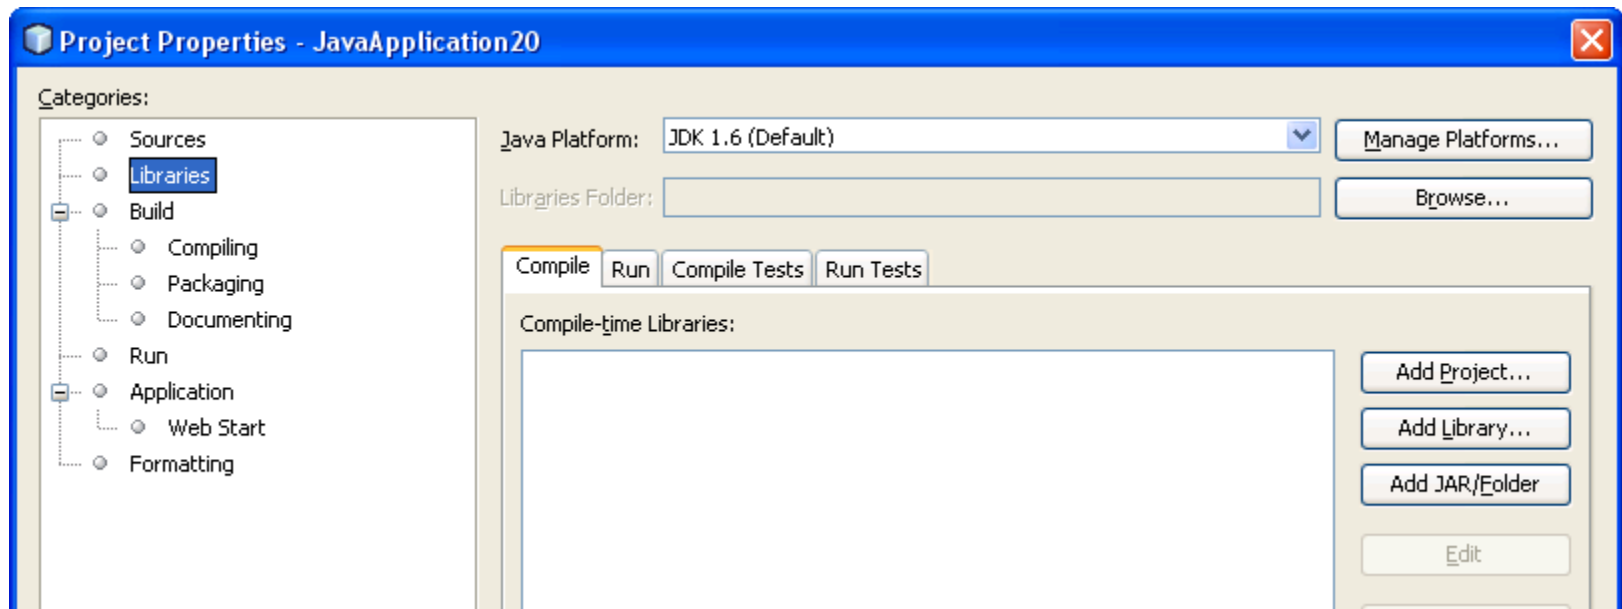 Project Properties - JavaApplication20
Categories:
Sources
Libraries
Build
Compiling
Packaging
Documenting
Run
Application
Web Start
Formatting
Java Platform: JDK 1.6 (Default) Manage Platforms...
Libraries Folder: Browse...
Compile Run Compile Tests Run Tests
Compile-time Libraries:
Add Project...
Add Library...
Add JAR/Folder
Edit